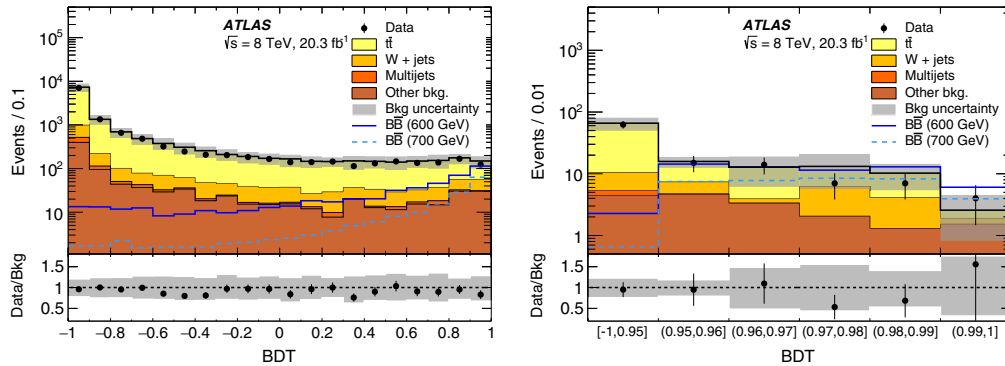 ATLAS
√s = 8 TeV, 20.3 fb⁻¹
Data
tt̄
W + jets
Multijets
Other bkg.
Bkg uncertainty
BB̄ (600 GeV)
BB̄ (700 GeV)
Events / 0.1
10⁵
10⁴
10³
10²
10
Data/Bkg
1.5
1
0.5
−1 −0.8 −0.6 −0.4 −0.2 0 0.2 0.4 0.6 0.8 1
BDT
ATLAS
√s = 8 TeV, 20.3 fb⁻¹
Data
tt̄
W + jets
Multijets
Other bkg.
Bkg uncertainty
BB̄ (600 GeV)
BB̄ (700 GeV)
Events / 0.01
10³
10²
10
1
Data/Bkg
1.5
1
0.5
[-1,0.95] (0.95,0.96] (0.96,0.97] (0.97,0.98] (0.98,0.99] (0.99,1]
BDT